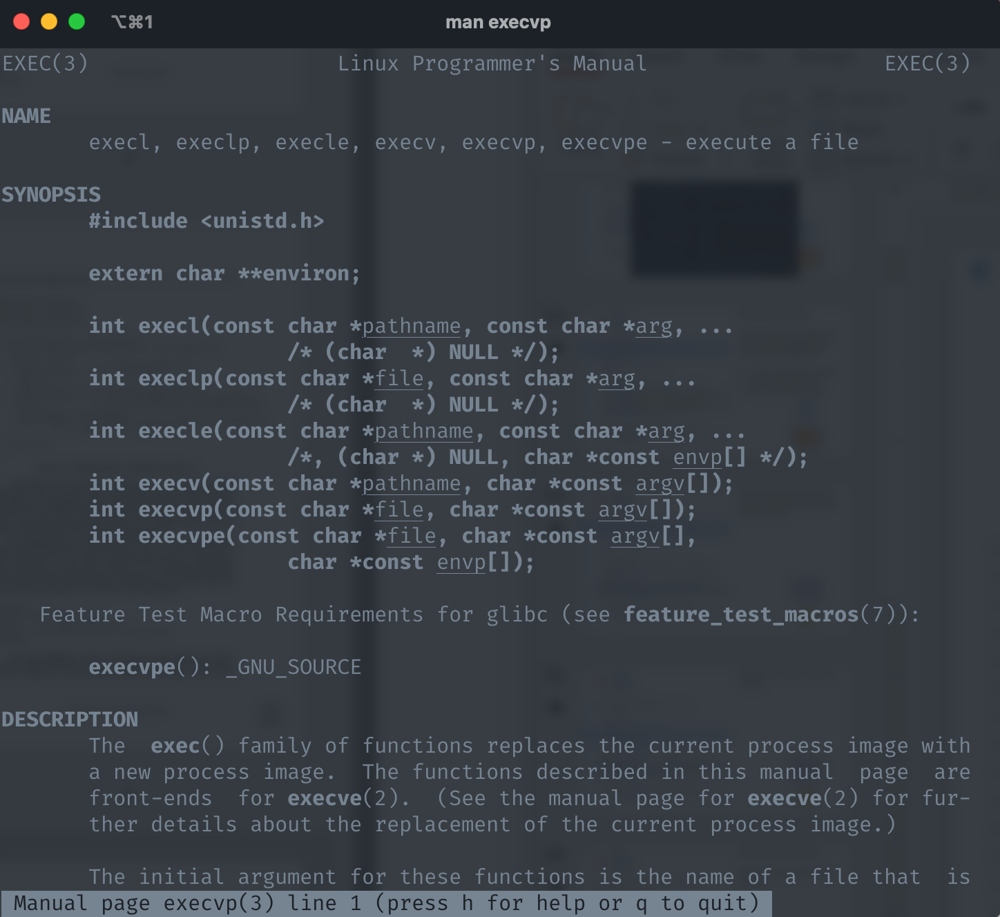 ⌥⌘1
man execvp
EXEC(3) Linux Programmer's Manual EXEC(3)
NAME
execl, execlp, execle, execv, execvp, execvpe - execute a file
SYNOPSIS
#include <unistd.h>
extern char **environ;
int execl(const char *pathname, const char *arg, ...
/* (char  *) NULL */);
int execlp(const char *file, const char *arg, ...
/* (char  *) NULL */);
int execle(const char *pathname, const char *arg, ...
/*, (char *) NULL, char *const envp[] */);
int execv(const char *pathname, char *const argv[]);
int execvp(const char *file, char *const argv[]);
int execvpe(const char *file, char *const argv[],
char *const envp[]);
Feature Test Macro Requirements for glibc (see feature_test_macros(7)):
execvpe(): _GNU_SOURCE
DESCRIPTION
The  exec() family of functions replaces the current process image with
a new process image.  The functions described in this manual  page  are
front-ends  for execve(2).  (See the manual page for execve(2) for fur-
ther details about the replacement of the current process image.)
The initial argument for these functions is the name of a file that  is
Manual page execvp(3) line 1 (press h for help or q to quit)